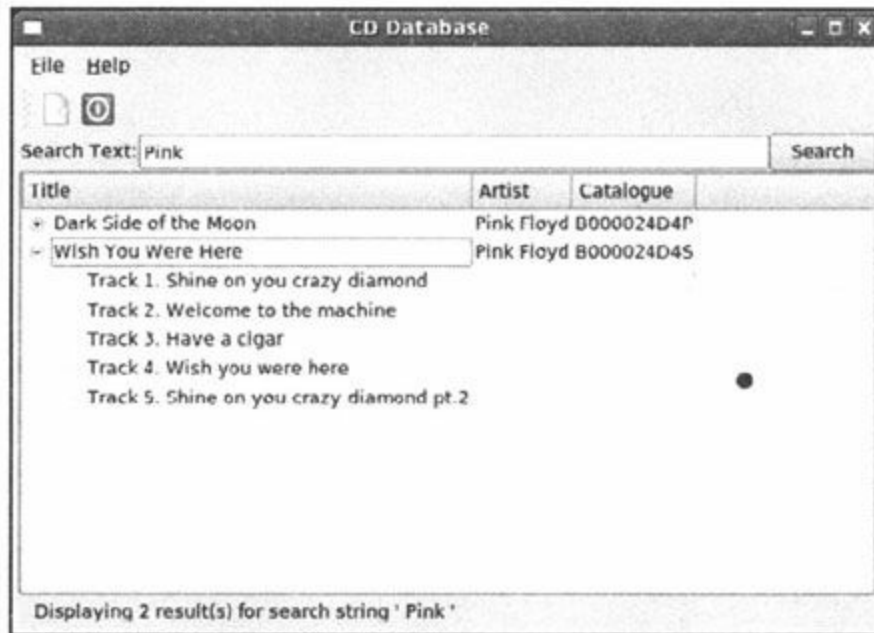 CD Database
File Help
Search Text: Pink Search
Title Artist Catalogue
Dark Side of the Moon Pink Floyd B000024D4P
Wish You Were Here Pink Floyd B000024D4S
Track 1. Shine on you crazy diamond
Track 2. Welcome to the machine
Track 3. Have a cigar
Track 4. Wish you were here
Track 5. Shine on you crazy diamond pt.2
Displaying 2 result(s) for search string ' Pink '